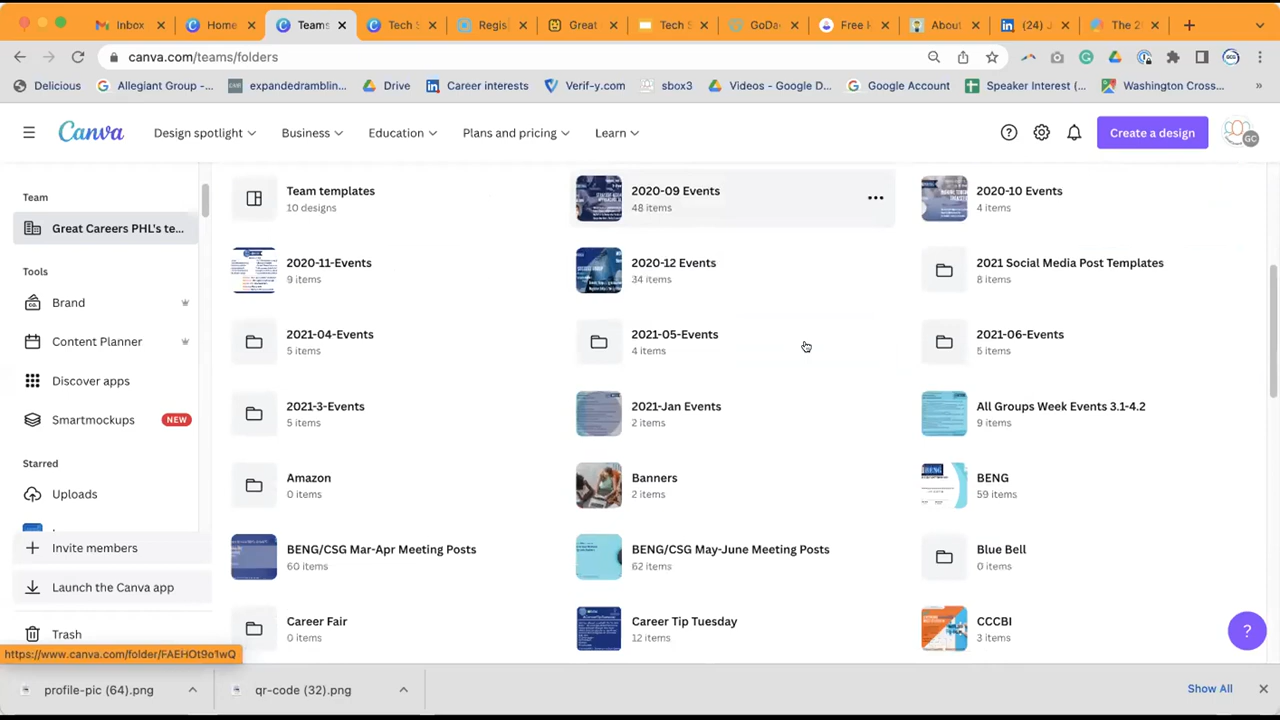 Inbox
Home
Teams
Tech S
Regis
Great
Tech S
GoDa
Free
About
(24) J
The 2
canva.com/teams/folders
Delicious
Allegiant Group -...
expandedramblin...
Drive
Career interests
Verif-y.com
sbox3
Videos - Google D...
Google Account
Speaker Interest (...
Washington Cross...
»
Canva
Design spotlight
Business
Education
Plans and pricing
Learn
Create a design
GC
Team
Great Careers PHL's te...
Tools
Brand
Content Planner
Discover apps
Smartmockups NEW
Starred
Uploads
Invite members
Launch the Canva app
Trash
Team templates
10 designs
2020-09 Events
48 items
2020-10 Events
4 items
2020-11-Events
9 items
34 items
2021 Social Media Post Templates
8 items
2021-04-Events
5 items
2021-05-Events
4 items
2021-06-Events
5 items
2021-3-Events
5 items
2021-Jan Events
2 items
All Groups Week Events 3.1-4.2
9 items
Amazon
0 items
Banners
2 items
BENG
59 items
BENG/CSG Mar-Apr Meeting Posts
60 items
BENG/CSG May-June Meeting Posts
62 items
Blue Bell
0 items
Career Fair
0 items
Career Tip Tuesday
12 items
CCCBI
3 items
?
https://www.canva.com/folder/FAEHOt9o1wQ
profile-pic (64).png
qr-code (32).png
Show All